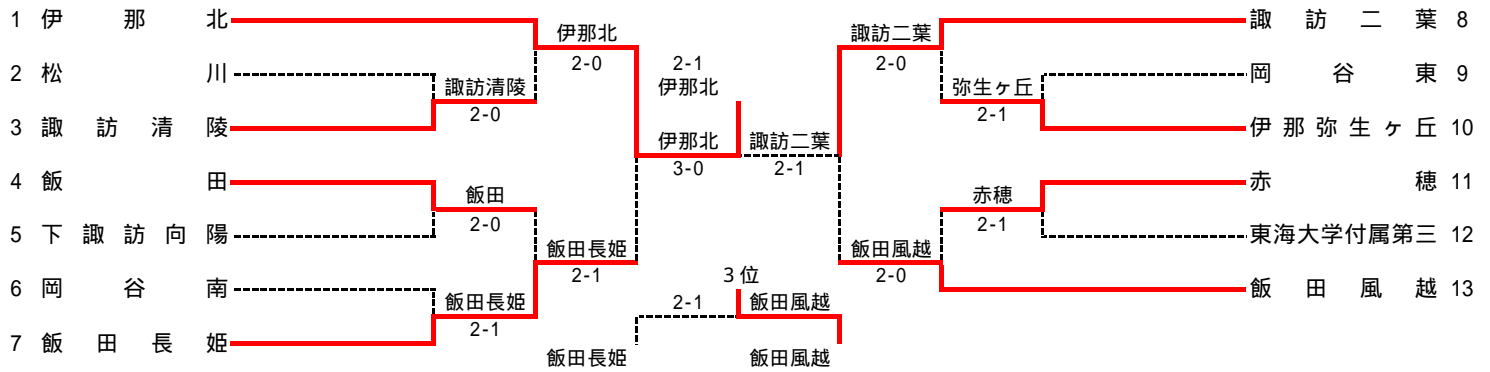 1 伊那北
2 松川
3 諏訪清陵
4 飯田
5 下諏訪向陽
6 岡谷南
7 飯田長姫
諏訪清陵
2-0
飯田
2-0
飯田長姫
2-1
伊那北
2-0
飯田長姫
2-1
2-1
伊那北
伊那北
3-0
諏訪二葉
2-1
3位
2-1
飯田風越
飯田長姫
飯田風越
諏訪二葉
2-0
飯田風越
2-0
弥生ヶ丘
2-1
赤穂
2-1
諏訪二葉 8
岡谷東 9
伊那弥生ヶ丘 10
赤穂 11
東海大学付属第三 12
飯田風越 13